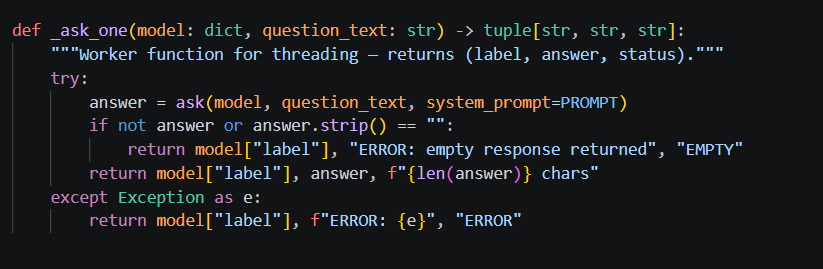 def _ask_one(model: dict, question_text: str) -> tuple[str, str, str]:
    """Worker function for threading — returns (label, answer, status)."""
    try:
        answer = ask(model, question_text, system_prompt=PROMPT)
        if not answer or answer.strip() == "":
            return model["label"], "ERROR: empty response returned", "EMPTY"
        return model["label"], answer, f"{len(answer)} chars"
    except Exception as e:
        return model["label"], f"ERROR: {e}", "ERROR"